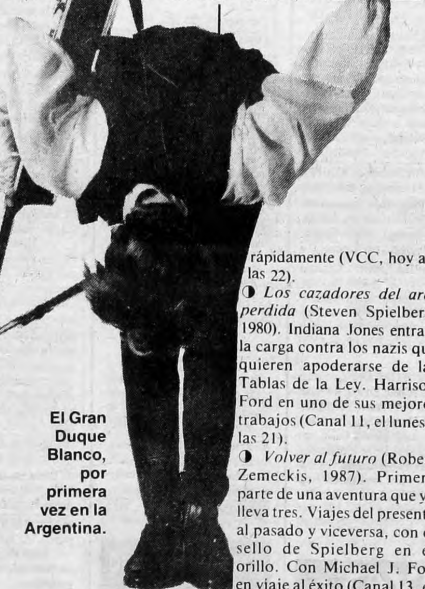 El Gran
Duque
Blanco,
por
primera
vez en la
Argentina.
rápidamente (VCC, hoy a
las 22).
Los cazadores del arc
perdida (Steven Spielber
1980). Indiana Jones entra
la carga contra los nazis qu
quieren apoderarse de la
Tablas de la Ley. Harriso
Ford en uno de sus mejore
trabajos (Canal 11, el lunes
las 21).
Volver al futuro (Robe
Zemeckis, 1987). Primer
parte de una aventura que y
lleva tres. Viajes del present
al pasado y viceversa, con e
sello de Spielberg en e
orillo. Con Michael J. Fo
en viaje al éxito (Canal 13, e